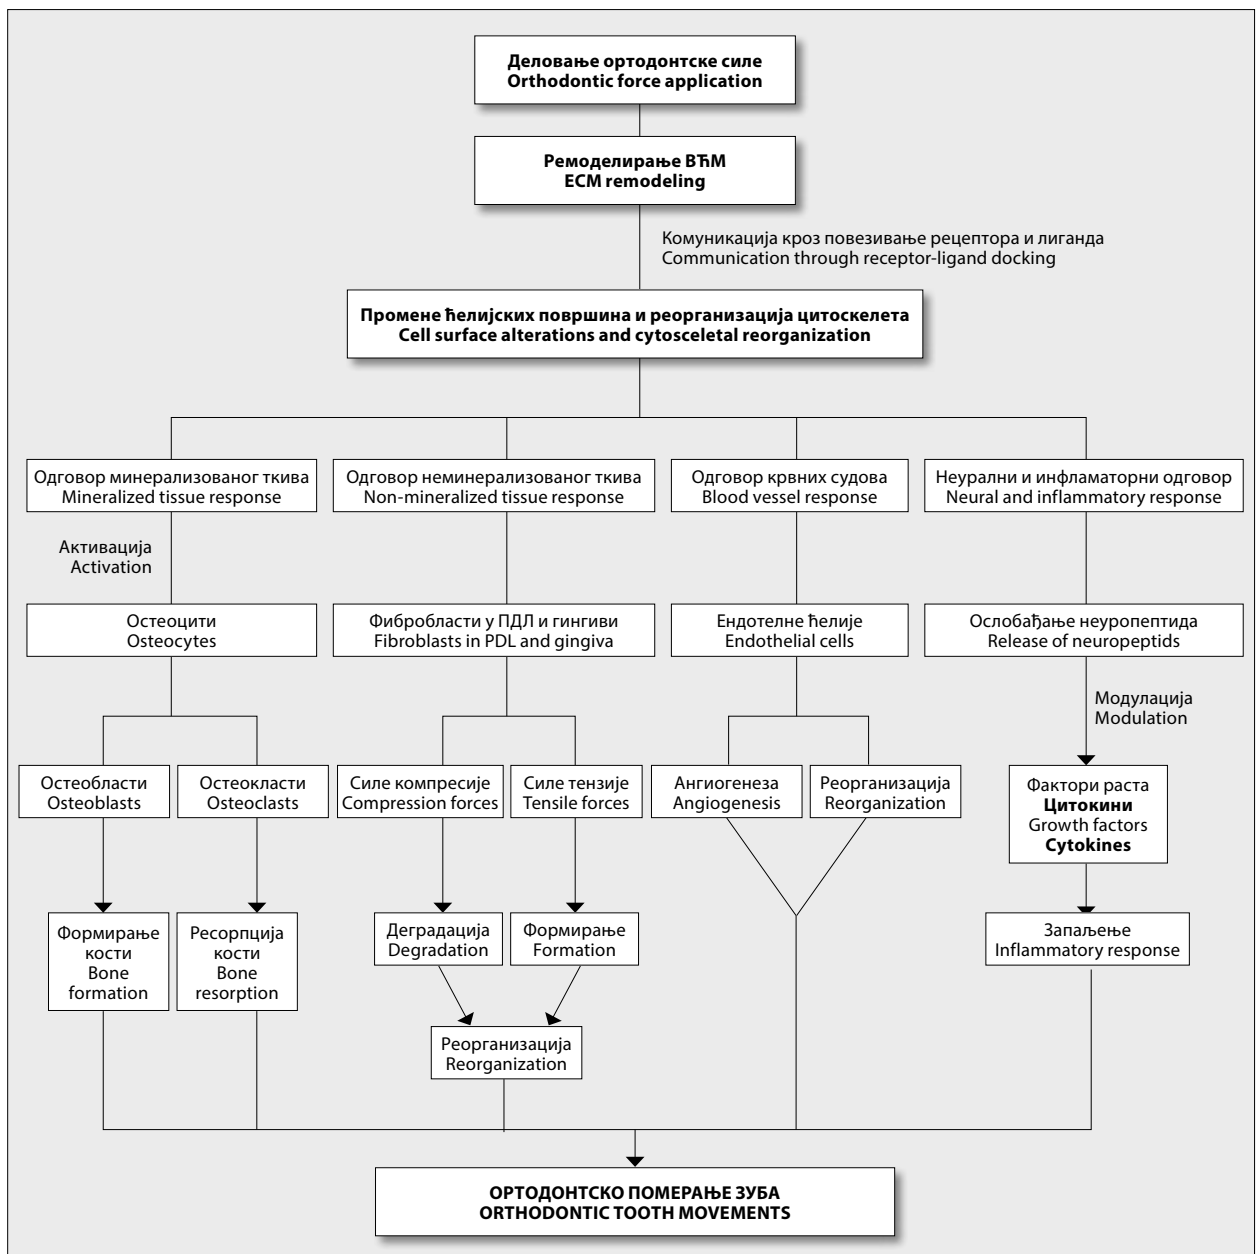 Деловање ортодонтске силе
Orthodontic force application
Ремоделирање ВЋМ
ECM remodeling
Комуникација кроз повезивање рецептора и лиганда
Communication through receptor-ligand docking
Промене ћелијских површина и реорганизација цитоскелета
Cell surface alterations and cytosceletal reorganization
Одговор минерализованог ткива
Mineralized tissue response
Одговор неминерализованог ткива
Non-mineralized tissue response
Одговор крвних судова
Blood vessel response
Неурални и инфламаторни одговор
Neural and inflammatory response
Активација
Activation
Остеоцити
Osteocytes
Фибробласти у ПДЛ и гингиви
Fibroblasts in PDL and gingiva
Ендотелне ћелије
Endothelial cells
Ослобађање неуропептида
Release of neuropeptids
Модулација
Modulation
Остеобласти
Osteoblasts
Остеокласти
Osteoclasts
Силе компресије
Compression forces
Силе тензије
Tensile forces
Ангиогенеза
Angiogenesis
Реорганизација
Reorganization
Фактори раста
Цитокини
Growth factors
Cytokines
Формирање
кости
Bone
formation
Ресорпција
кости
Bone
resorption
Деградација
Degradation
Формирање
Formation
Запаљење
Inflammatory response
Реорганизација
Reorganization
ОРТОДОНТСКО ПОМЕРАЊЕ ЗУБА
ORTHODONTIC TOOTH MOVEMENTS